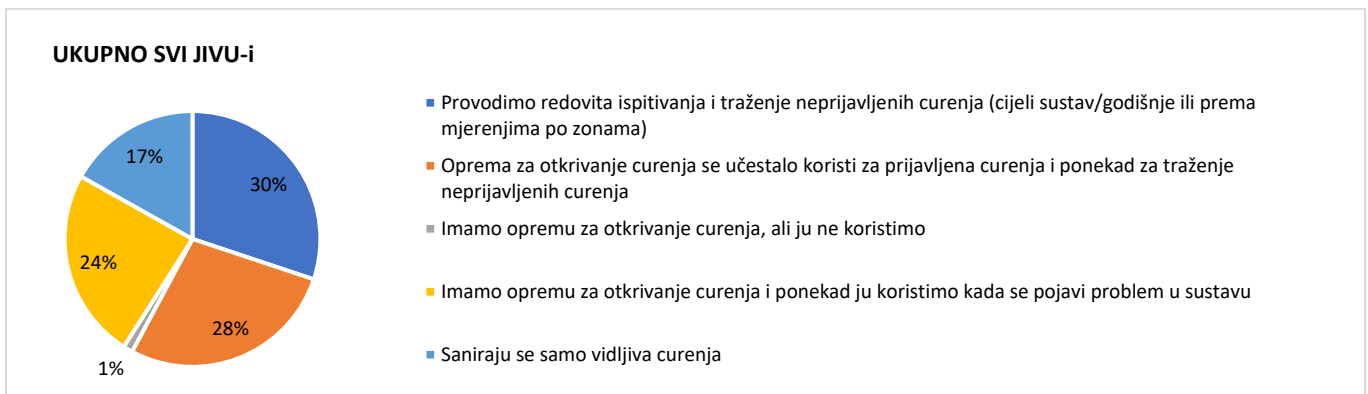 UKUPNO SVI JIVU-i
17%
30%
24%
28%
1%
Provodimo redovita ispitivanja i traženje neprijavljenih curenja (cijeli sustav/godišnje ili prema
mjerenjima po zonama)
Oprema za otkrivanje curenja se učestalo koristi za prijavljena curenja i ponekad za traženje
neprijavljenih curenja
Imamo opremu za otkrivanje curenja, ali ju ne koristimo
Imamo opremu za otkrivanje curenja i ponekad ju koristimo kada se pojavi problem u sustavu
Saniraju se samo vidljiva curenja